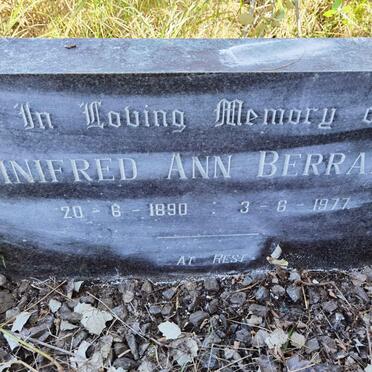 In Loving Memory o
INIFRED ANN BERRA
20 - 6 - 1890 : 3 - 6 - 1977
AT REST